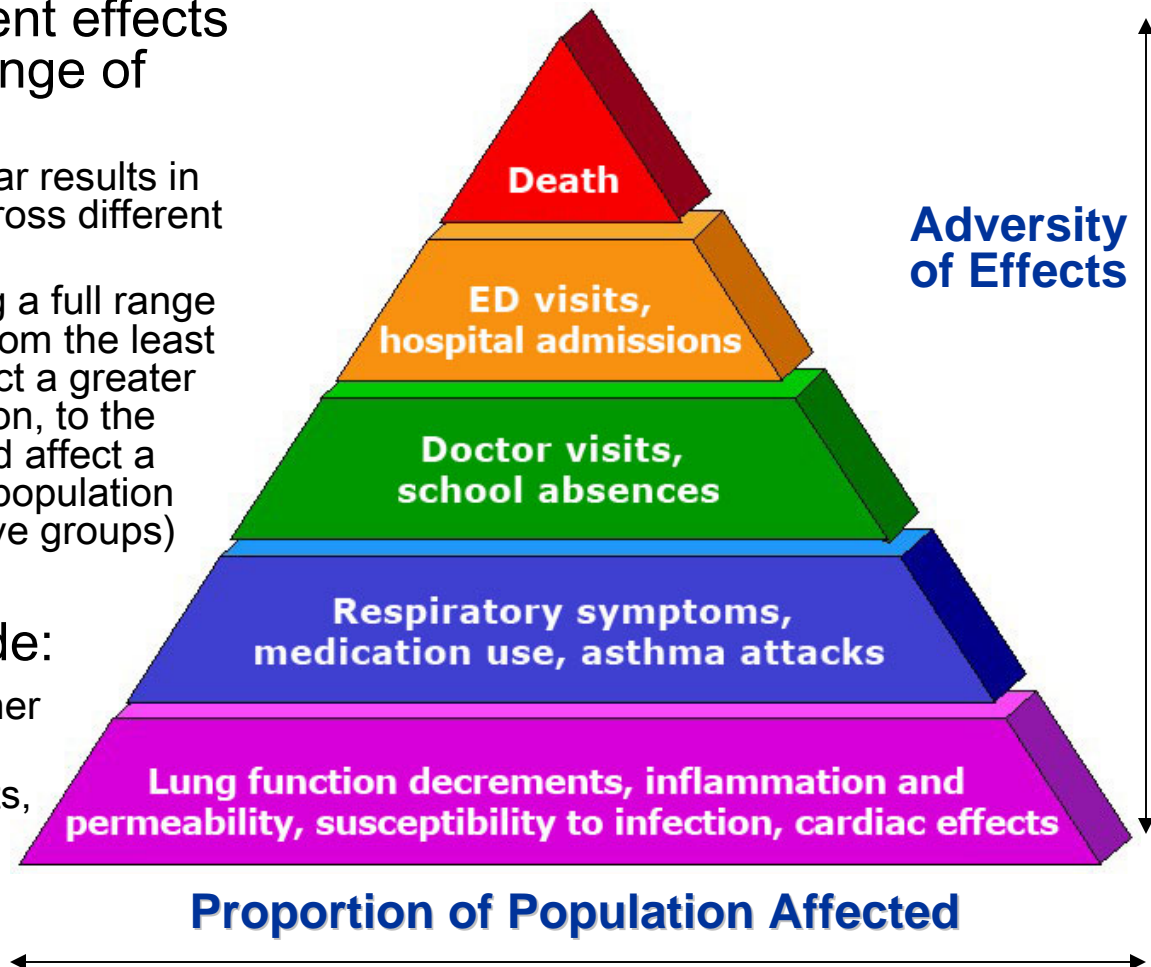 ent effects
nge of
ar results in
ross different
g a full range
om the least
ct a greater
on, to the
d affect a
population
ve groups)
de:
ner
ts,
Death
ED visits,
hospital admissions
Doctor visits,
school absences
Respiratory symptoms,
medication use, asthma attacks
Lung function decrements, inflammation and
permeability, susceptibility to infection, cardiac effects
Adversity
of Effects
Proportion of Population Affected